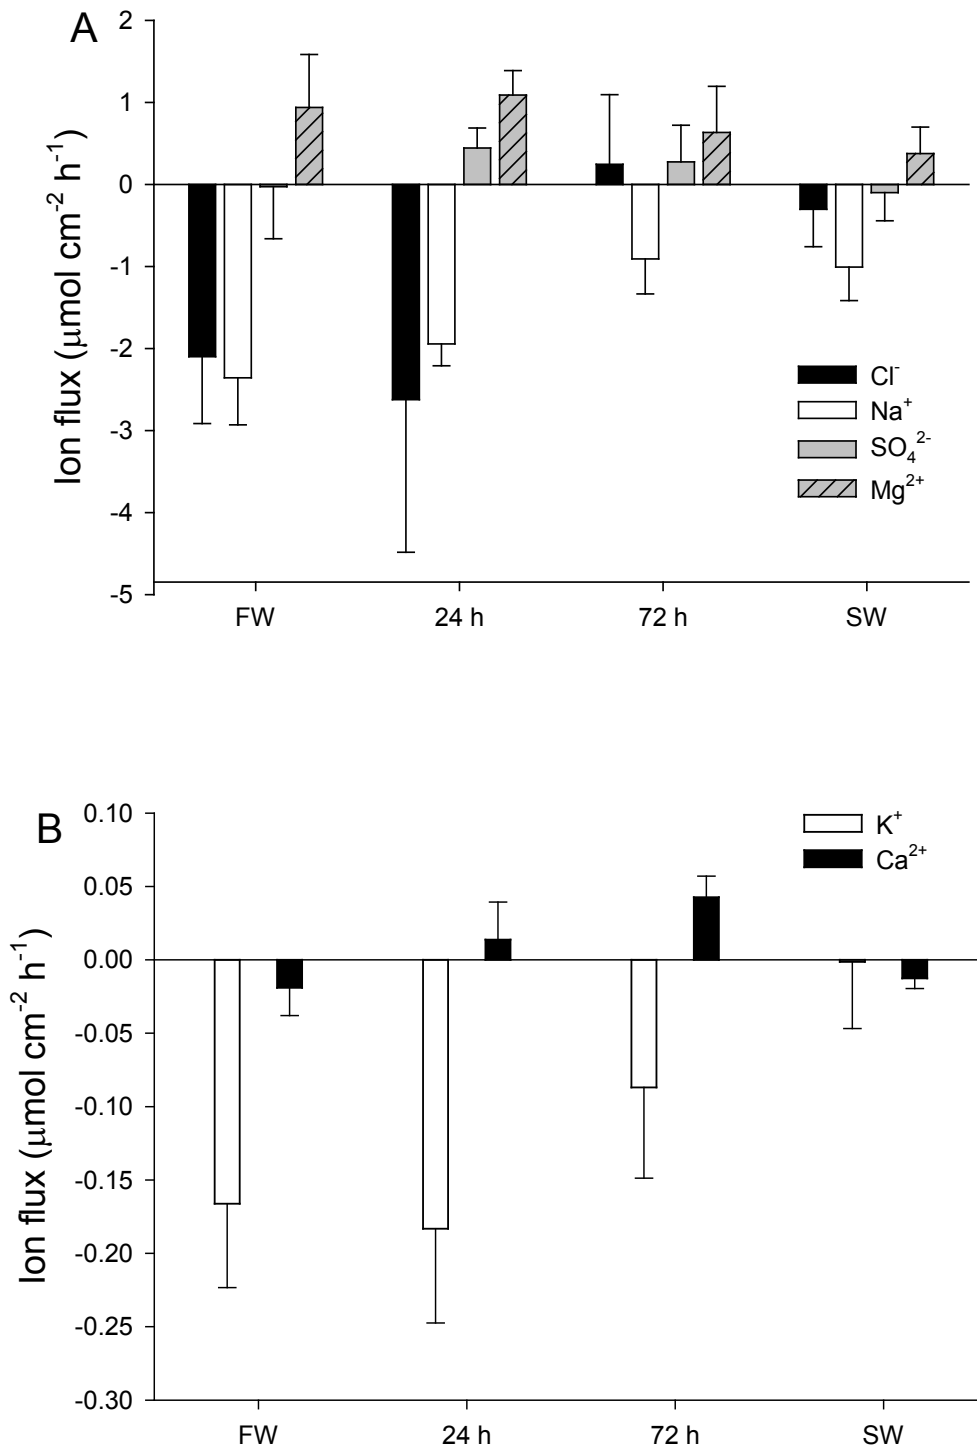 A
Ion flux (μmol cm⁻² h⁻¹)
2
1
0
-1
-2
-3
-4
-5
Cl⁻
Na⁺
SO₄²⁻
Mg²⁺
FW 24 h 72 h SW
B
Ion flux (μmol cm⁻² h⁻¹)
0.10
0.05
0.00
-0.05
-0.10
-0.15
-0.20
-0.25
-0.30
K⁺
Ca²⁺
FW 24 h 72 h SW